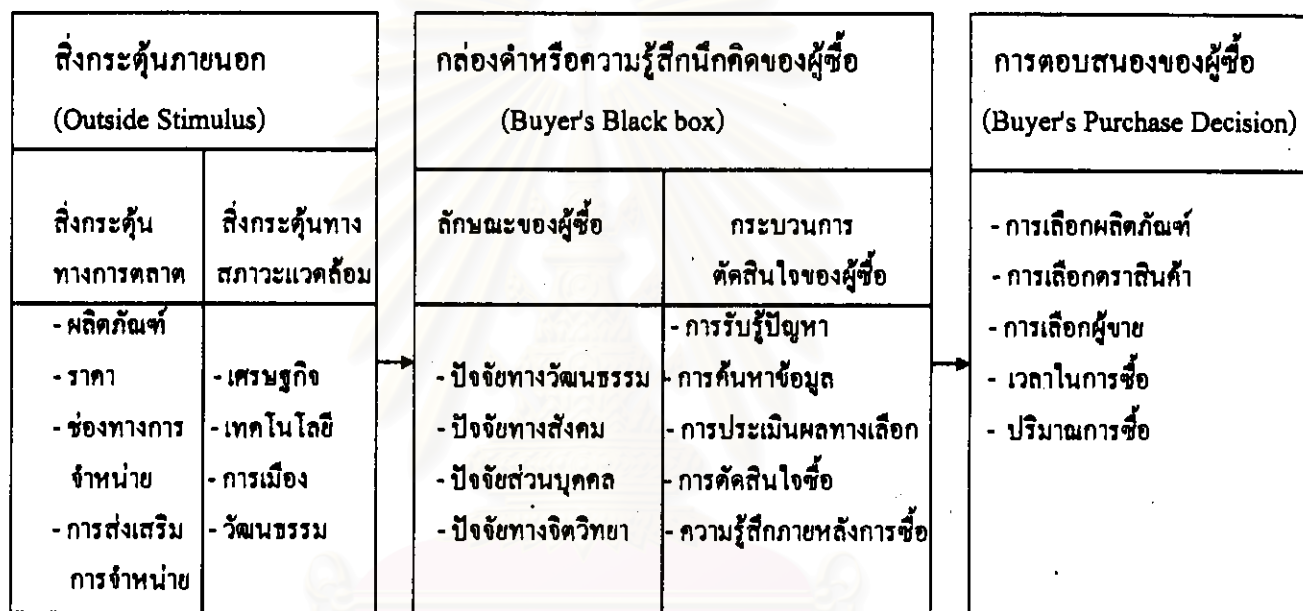 สิ่งกระตุ้นภายนอก
(Outside Stimulus)
สิ่งกระตุ้น
ทางการตลาด
- ผลิตภัณฑ์
- ราคา
- ช่องทางการ
จำหน่าย
- การส่งเสริม
การจำหน่าย
สิ่งกระตุ้นทาง
สภาวะแวดล้อม
- เศรษฐกิจ
- เทคโนโลยี
- การเมือง
- วัฒนธรรม
กล่องดำหรือความรู้สึกนึกคิดของผู้ซื้อ
(Buyer's Black box)
ลักษณะของผู้ซื้อ
- ปัจจัยทางวัฒนธรรม
- ปัจจัยทางสังคม
- ปัจจัยส่วนบุคคล
- ปัจจัยทางจิตวิทยา
กระบวนการ
ตัดสินใจของผู้ซื้อ
- การรับรู้ปัญหา
- การค้นหาข้อมูล
- การประเมินผลทางเลือก
- การตัดสินใจซื้อ
- ความรู้สึกภายหลังการซื้อ
การตอบสนองของผู้ซื้อ
(Buyer's Purchase Decision)
- การเลือกผลิตภัณฑ์
- การเลือกตราสินค้า
- การเลือกผู้ขาย
- เวลาในการซื้อ
- ปริมาณการซื้อ